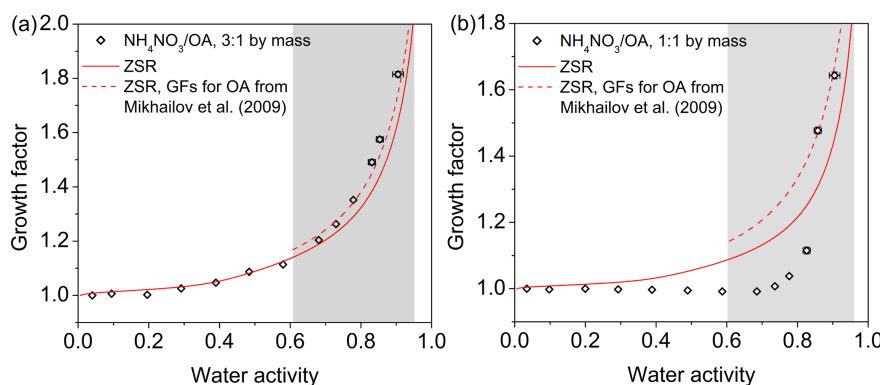 (a)
2.0
1.8
1.6
1.4
1.2
1.0
Growth factor
NH₄NO₃/OA, 3:1 by mass
ZSR
ZSR, GFs for OA from
Mikhailov et al. (2009)
0.0 0.2 0.4 0.6 0.8 1.0
Water activity
(b)
1.8
1.6
1.4
1.2
1.0
Growth factor
NH₄NO₃/OA, 1:1 by mass
ZSR
ZSR, GFs for OA from
Mikhailov et al. (2009)
0.0 0.2 0.4 0.6 0.8 1.0
Water activity